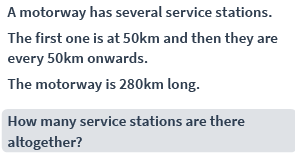 A motorway has several service stations.
The first one is at 50km and then they are
every 50km onwards.
The motorway is 280km long.
How many service stations are there
altogether?